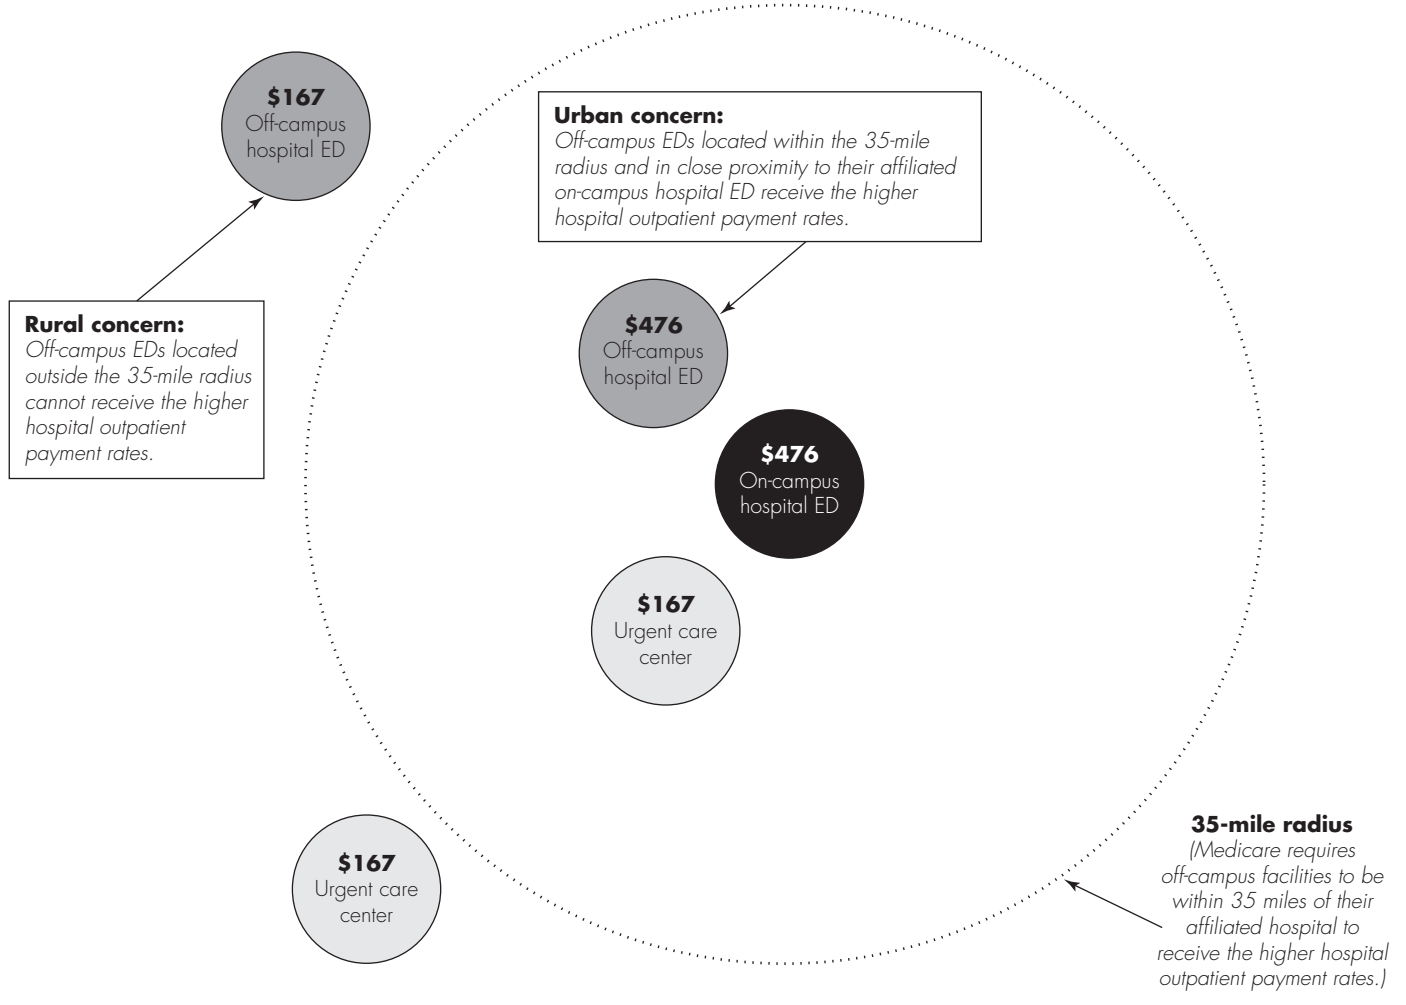 $167
Off-campus
hospital ED
Urban concern:
Off-campus EDs located within the 35-mile
radius and in close proximity to their affiliated
on-campus hospital ED receive the higher
hospital outpatient payment rates.
Rural concern:
Off-campus EDs located
outside the 35-mile radius
cannot receive the higher
hospital outpatient
payment rates.
$476
Off-campus
hospital ED
$476
On-campus
hospital ED
$167
Urgent care
center
$167
Urgent care
center
35-mile radius
(Medicare requires
off-campus facilities to be
within 35 miles of their
affiliated hospital to
receive the higher hospital
outpatient payment rates.)